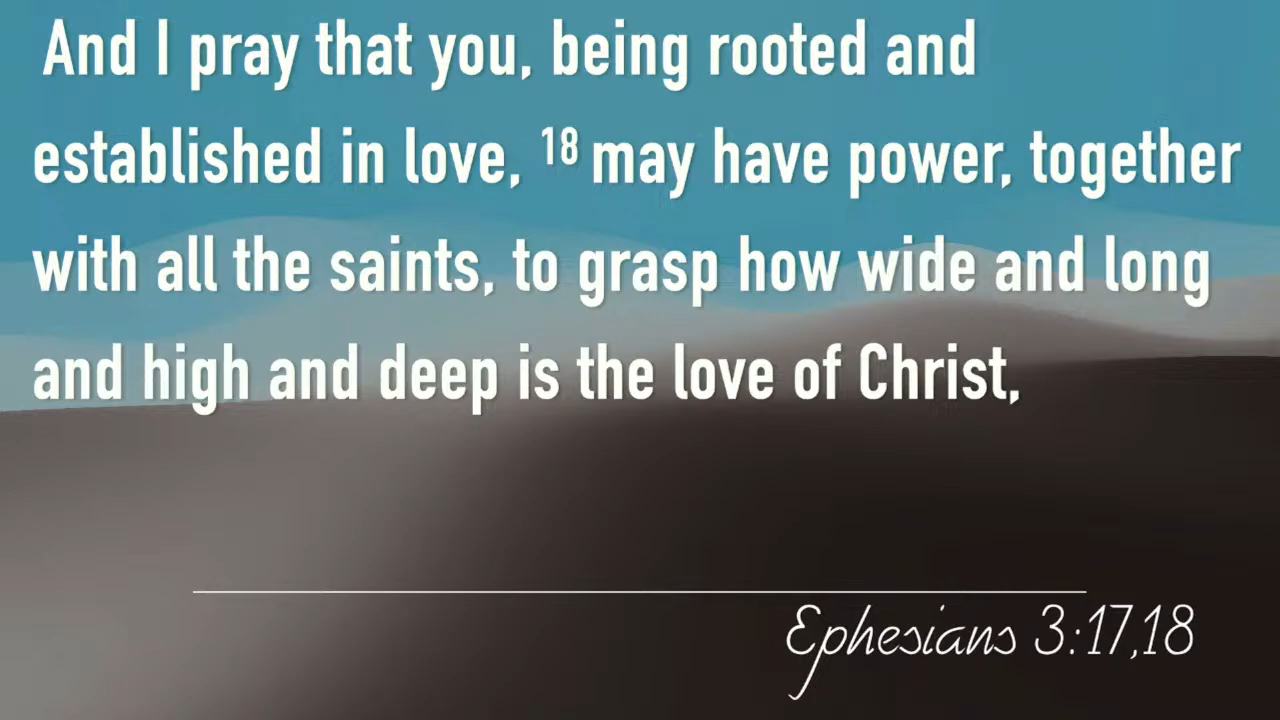 And I pray that you, being rooted and
established in love, 18 may have power, together
with all the saints, to grasp how wide and long
and high and deep is the love of Christ,
Ephesians 3:17,18